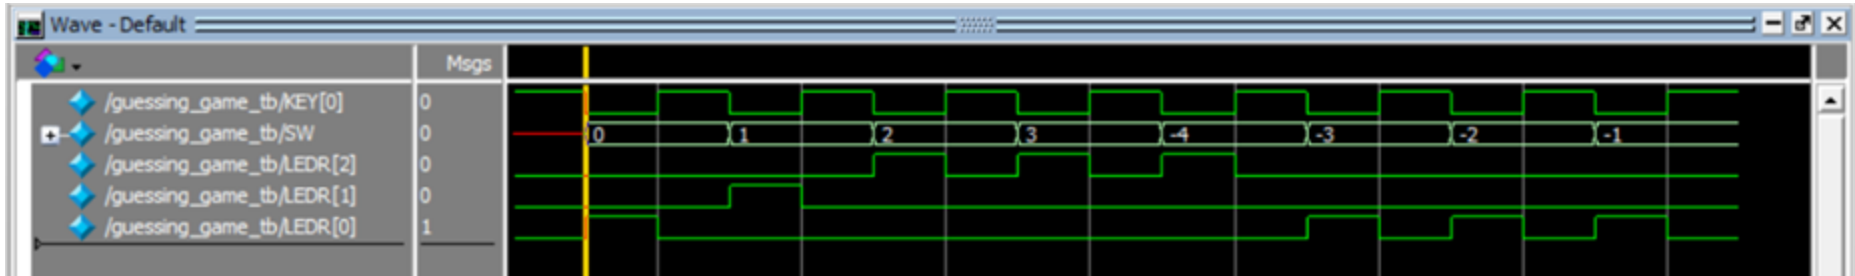 Wave - Default
Msgs
/guessing_game_tb/KEY[0] 0
/guessing_game_tb/SW 0 0 1 2 3 -4 -3 -2 -1
/guessing_game_tb/LEDR[2] 0
/guessing_game_tb/LEDR[1] 0
/guessing_game_tb/LEDR[0] 1